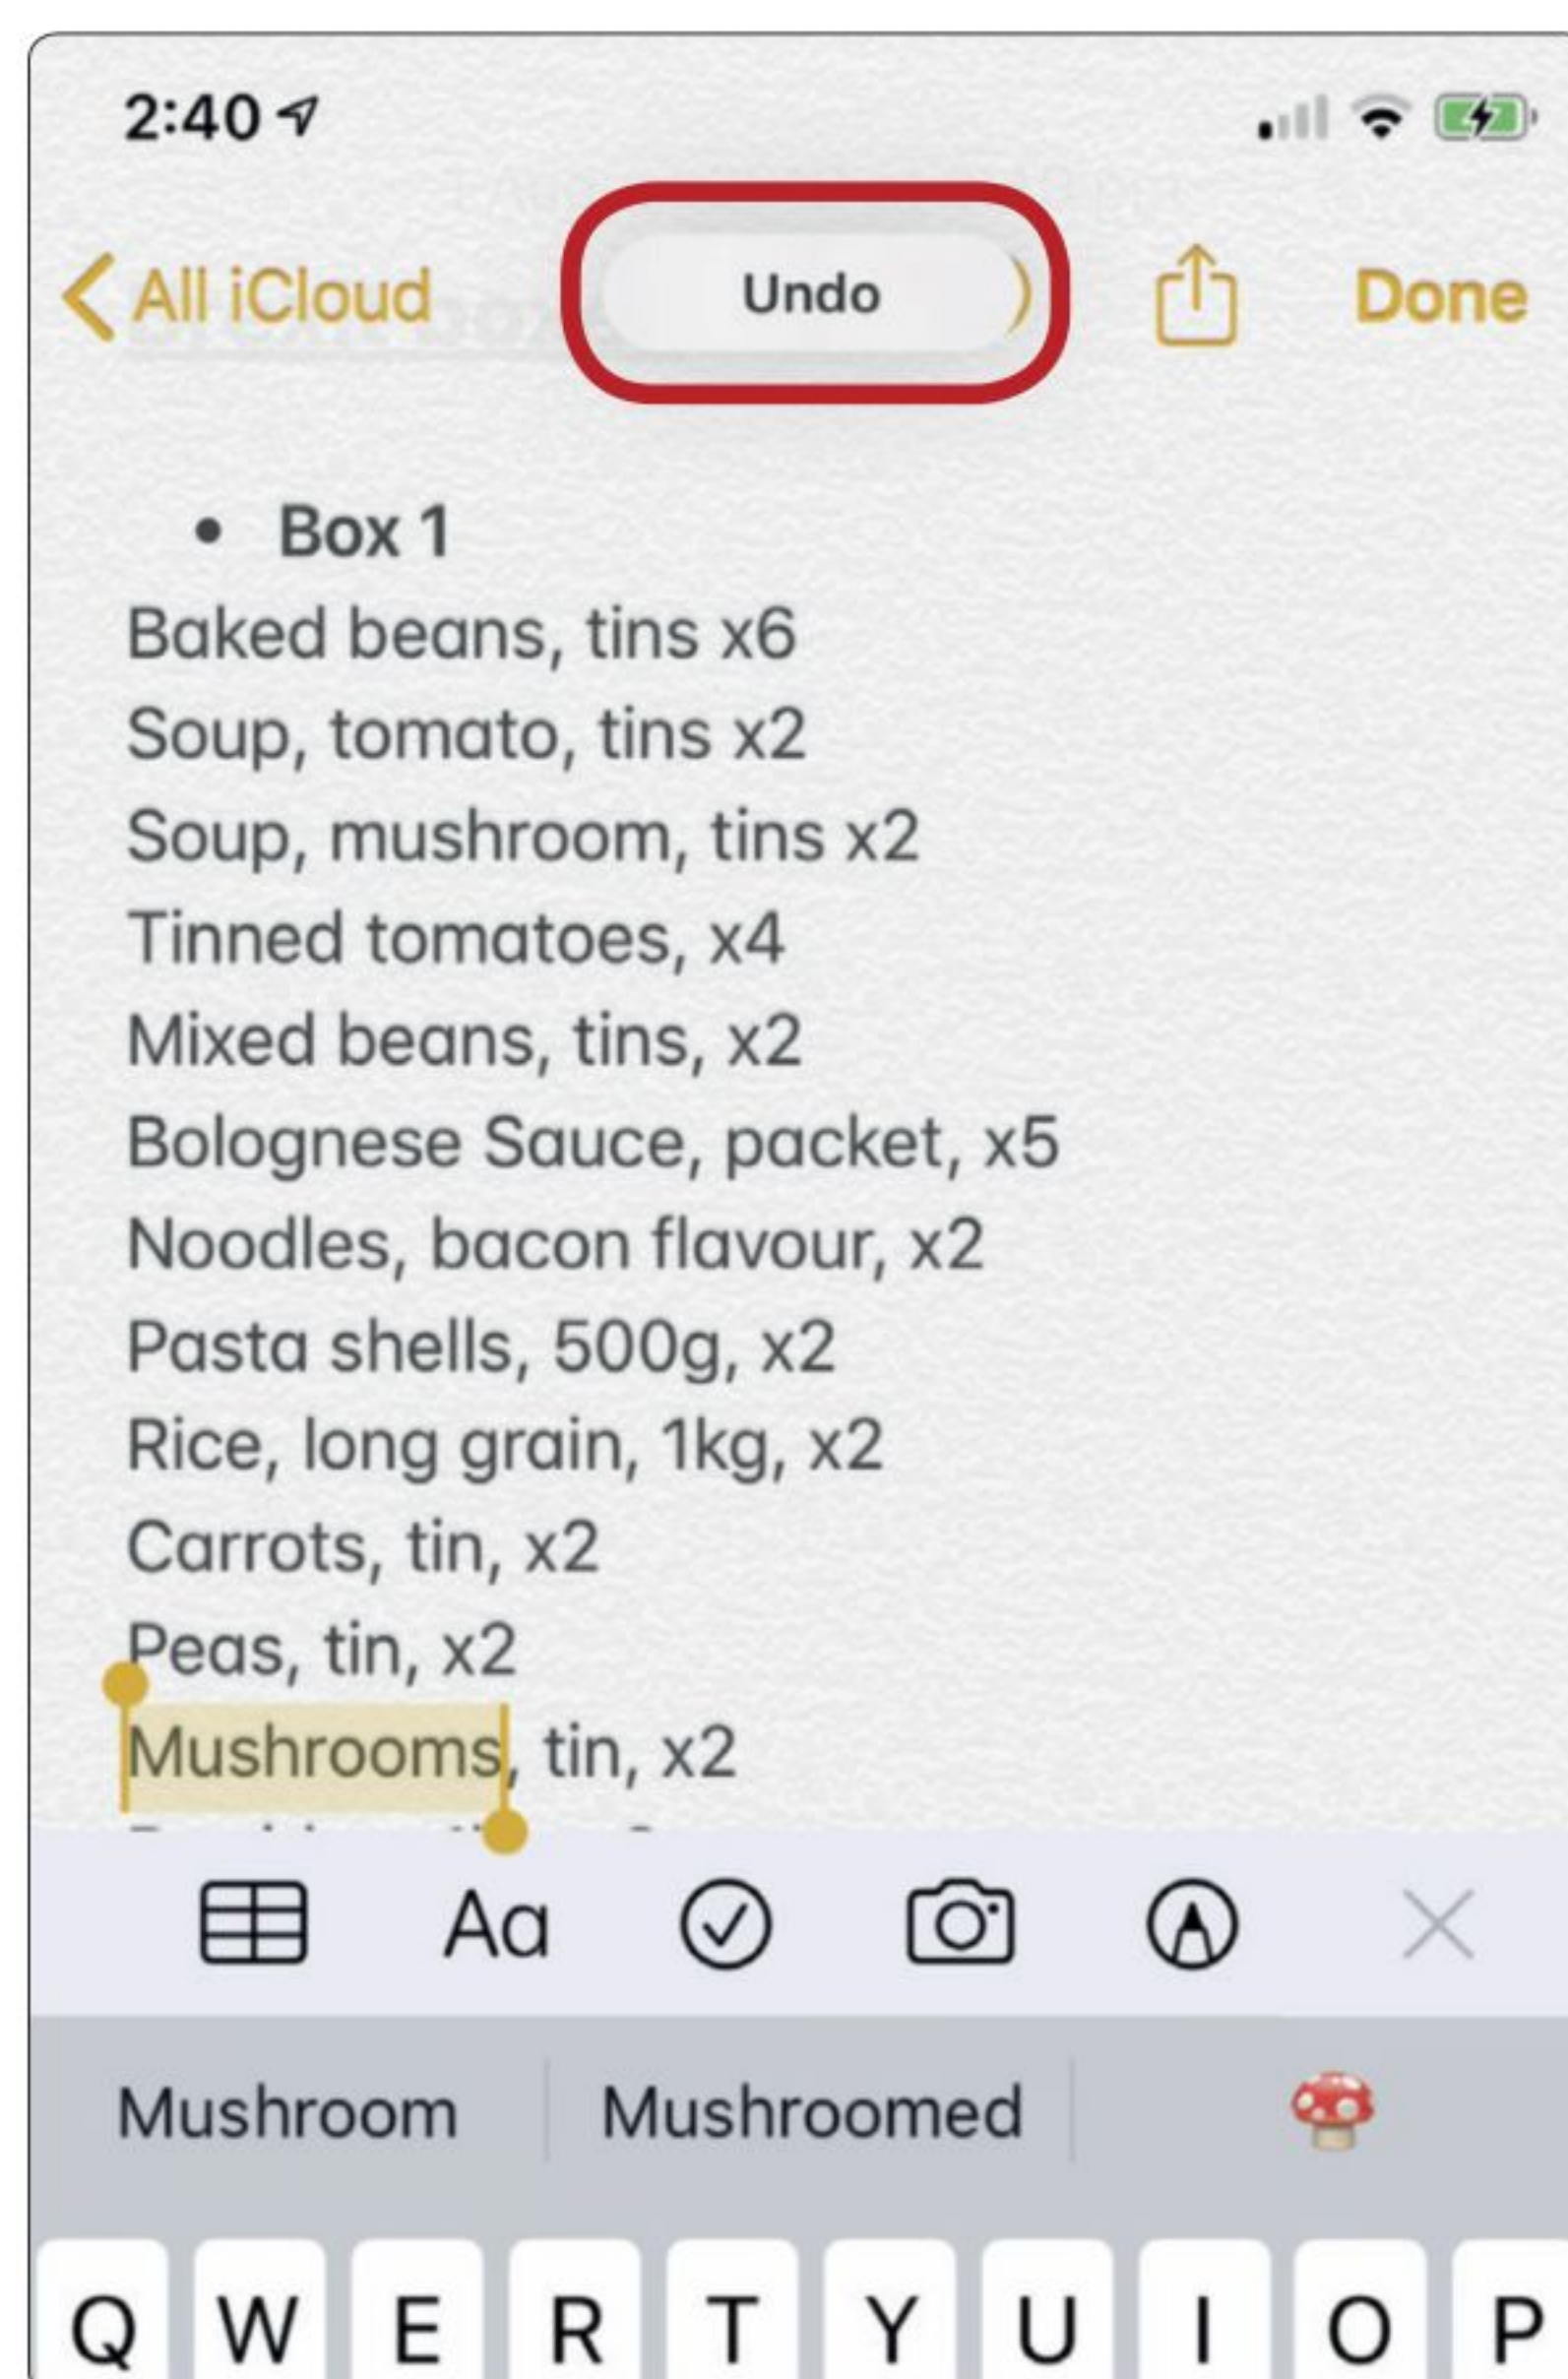 2:40
All iCloud Undo Done
• Box 1
Baked beans, tins x6
Soup, tomato, tins x2
Soup, mushroom, tins x2
Tinned tomatoes, x4
Mixed beans, tins, x2
Bolognese Sauce, packet, x5
Noodles, bacon flavour, x2
Pasta shells, 500g, x2
Rice, long grain, 1kg, x2
Carrots, tin, x2
Peas, tin, x2
Mushrooms, tin, x2
Aa
Mushroom Mushroomed
Q W E R T Y U I O P